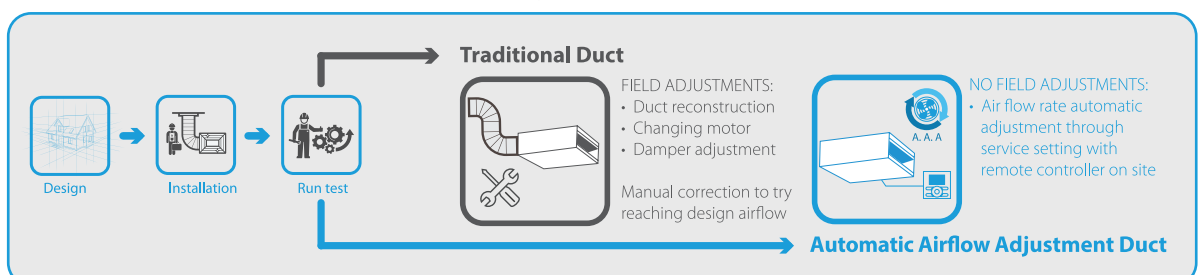 Traditional Duct
Design
Installation
Run test
FIELD ADJUSTMENTS:
• Duct reconstruction
• Changing motor
• Damper adjustment
Manual correction to try
reaching design airflow
A. A. A
NO FIELD ADJUSTMENTS:
• Air flow rate automatic
adjustment through
service setting with
remote controller on site
Automatic Airflow Adjustment Duct